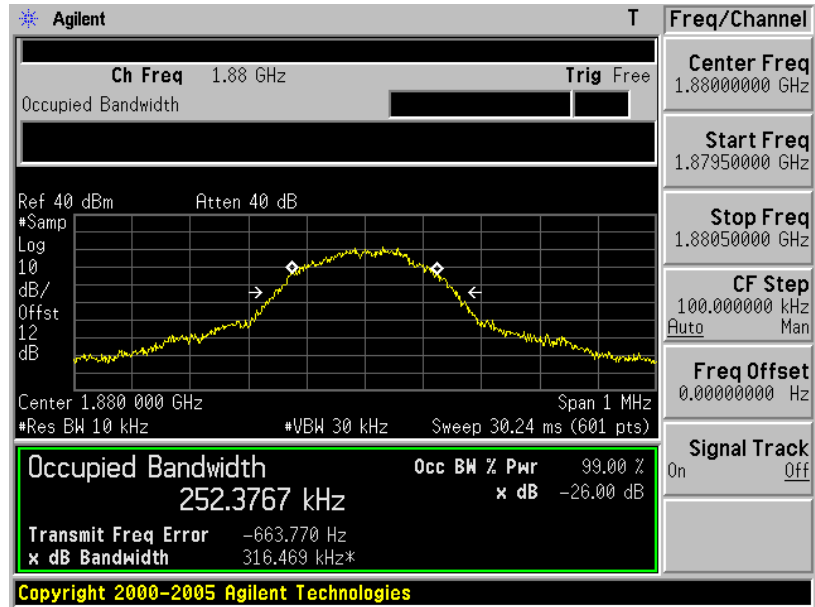 Agilent T
Freq/Channel
Ch Freq 1.88 GHz Trig Free
Occupied Bandwidth
Center Freq
1.88000000 GHz
Start Freq
1.87950000 GHz
Stop Freq
1.88050000 GHz
CF Step
100.000000 kHz
Auto Man
Freq Offset
0.00000000 Hz
Signal Track
On Off
Ref 40 dBm Atten 40 dB
#Samp
Log
10
dB/
Offst
12
dB
Center 1.880 000 GHz Span 1 MHz
#Res BW 10 kHz #VBW 30 kHz Sweep 30.24 ms (601 pts)
Occupied Bandwidth Occ BW % Pwr 99.00 %
252.3767 kHz x dB -26.00 dB
Transmit Freq Error -663.770 Hz
x dB Bandwidth 316.469 kHz*
Copyright 2000-2005 Agilent Technologies